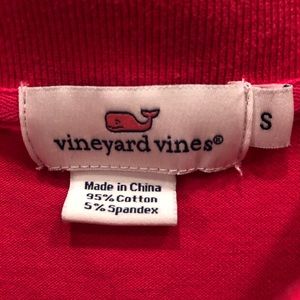 vineyard vines®
S
Made in China
95% Cotton
5% Spandex